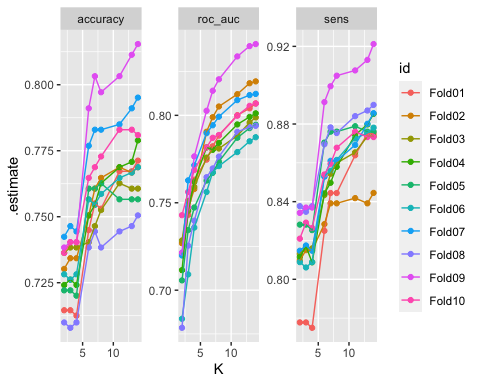 accuracy
roc_auc
sens
.estimate
0.800
0.775
0.750
0.725
0.80
0.75
0.70
0.92
0.88
0.84
0.80
5 10
5 10
5 10
K
id
Fold01
Fold02
Fold03
Fold04
Fold05
Fold06
Fold07
Fold08
Fold09
Fold10